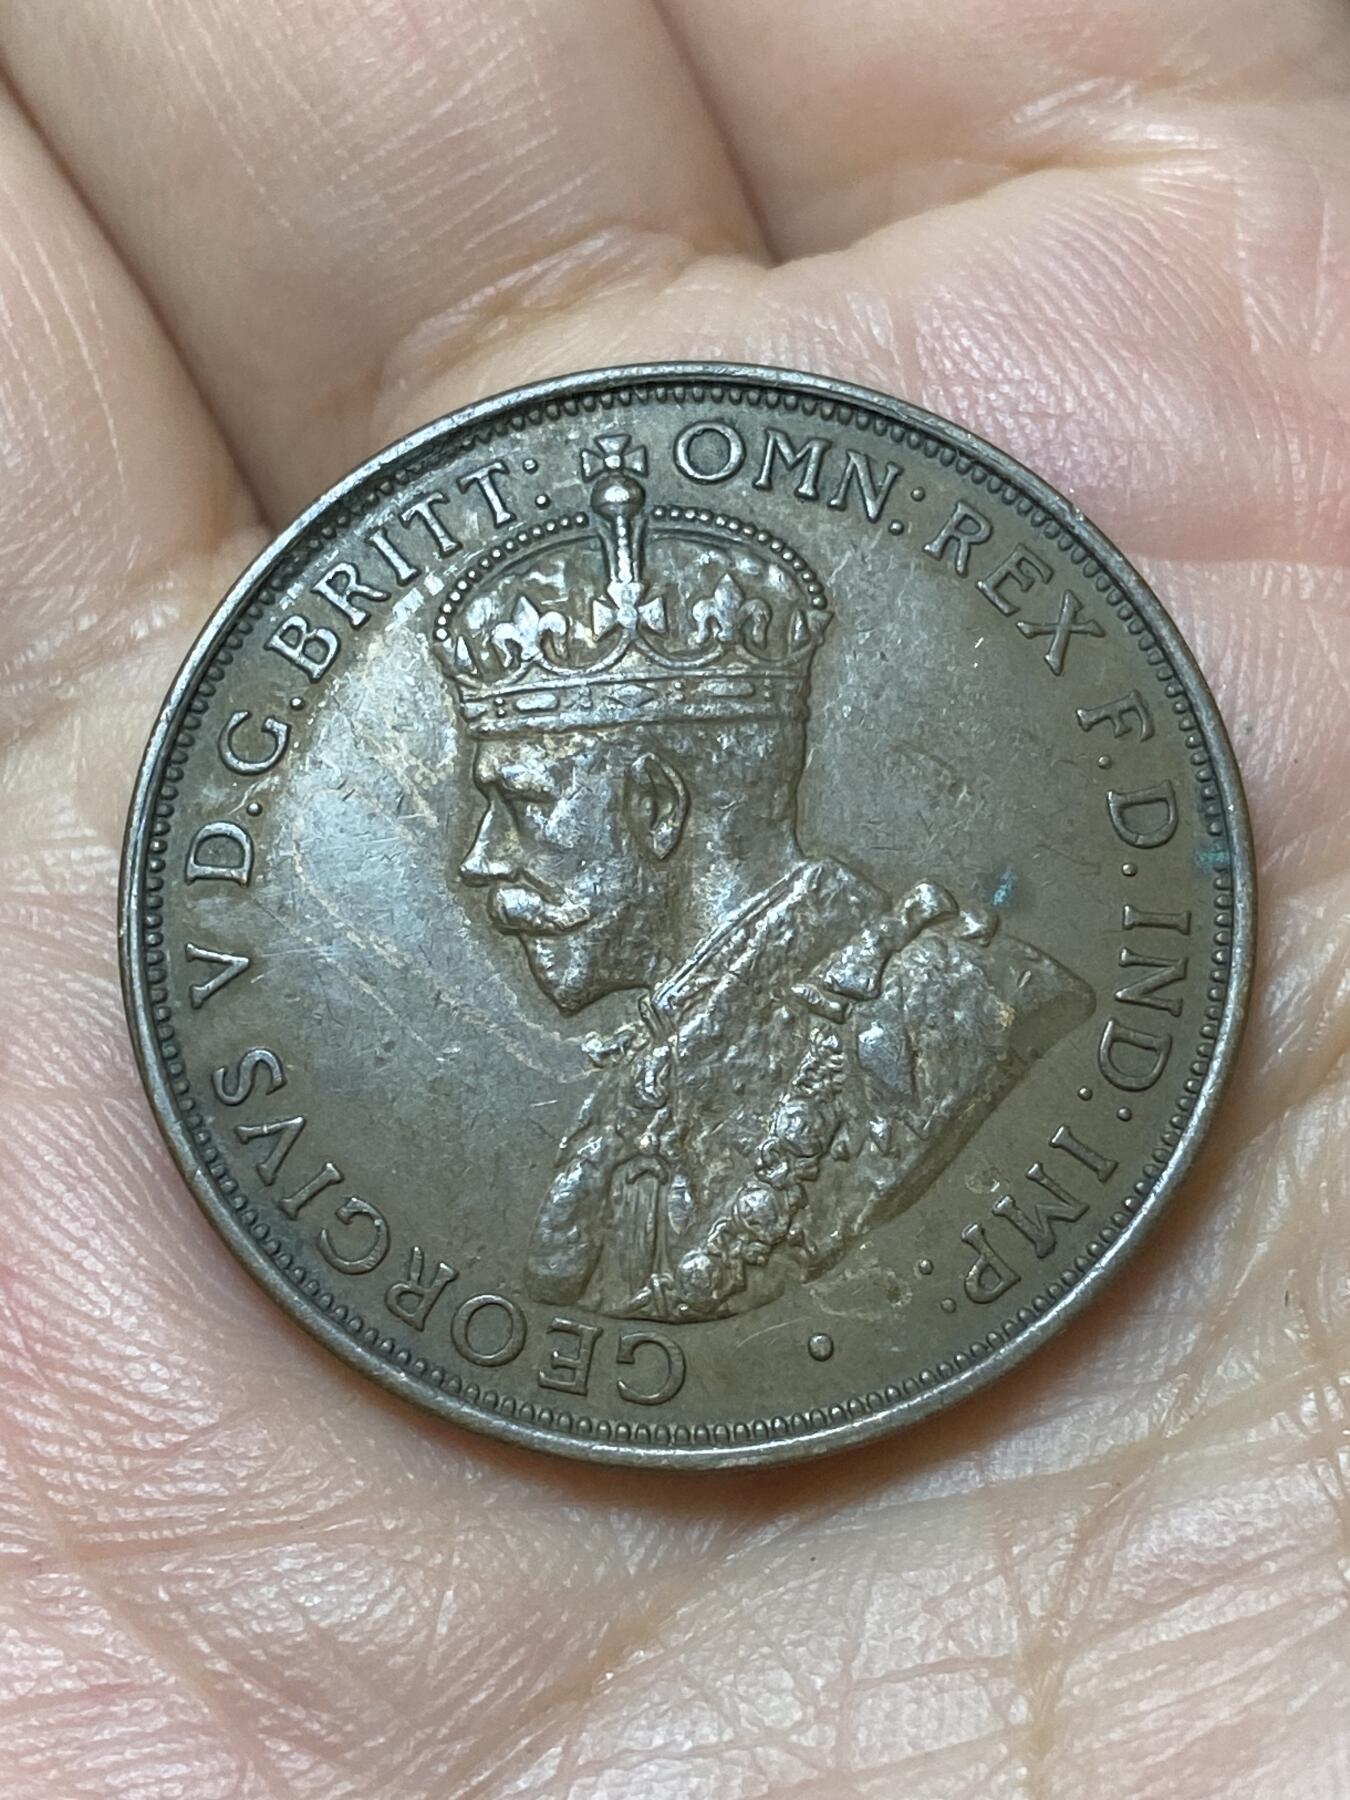 GEORGIVS V D.G.BRITT: OMN: REX F.D.IND:IMP: